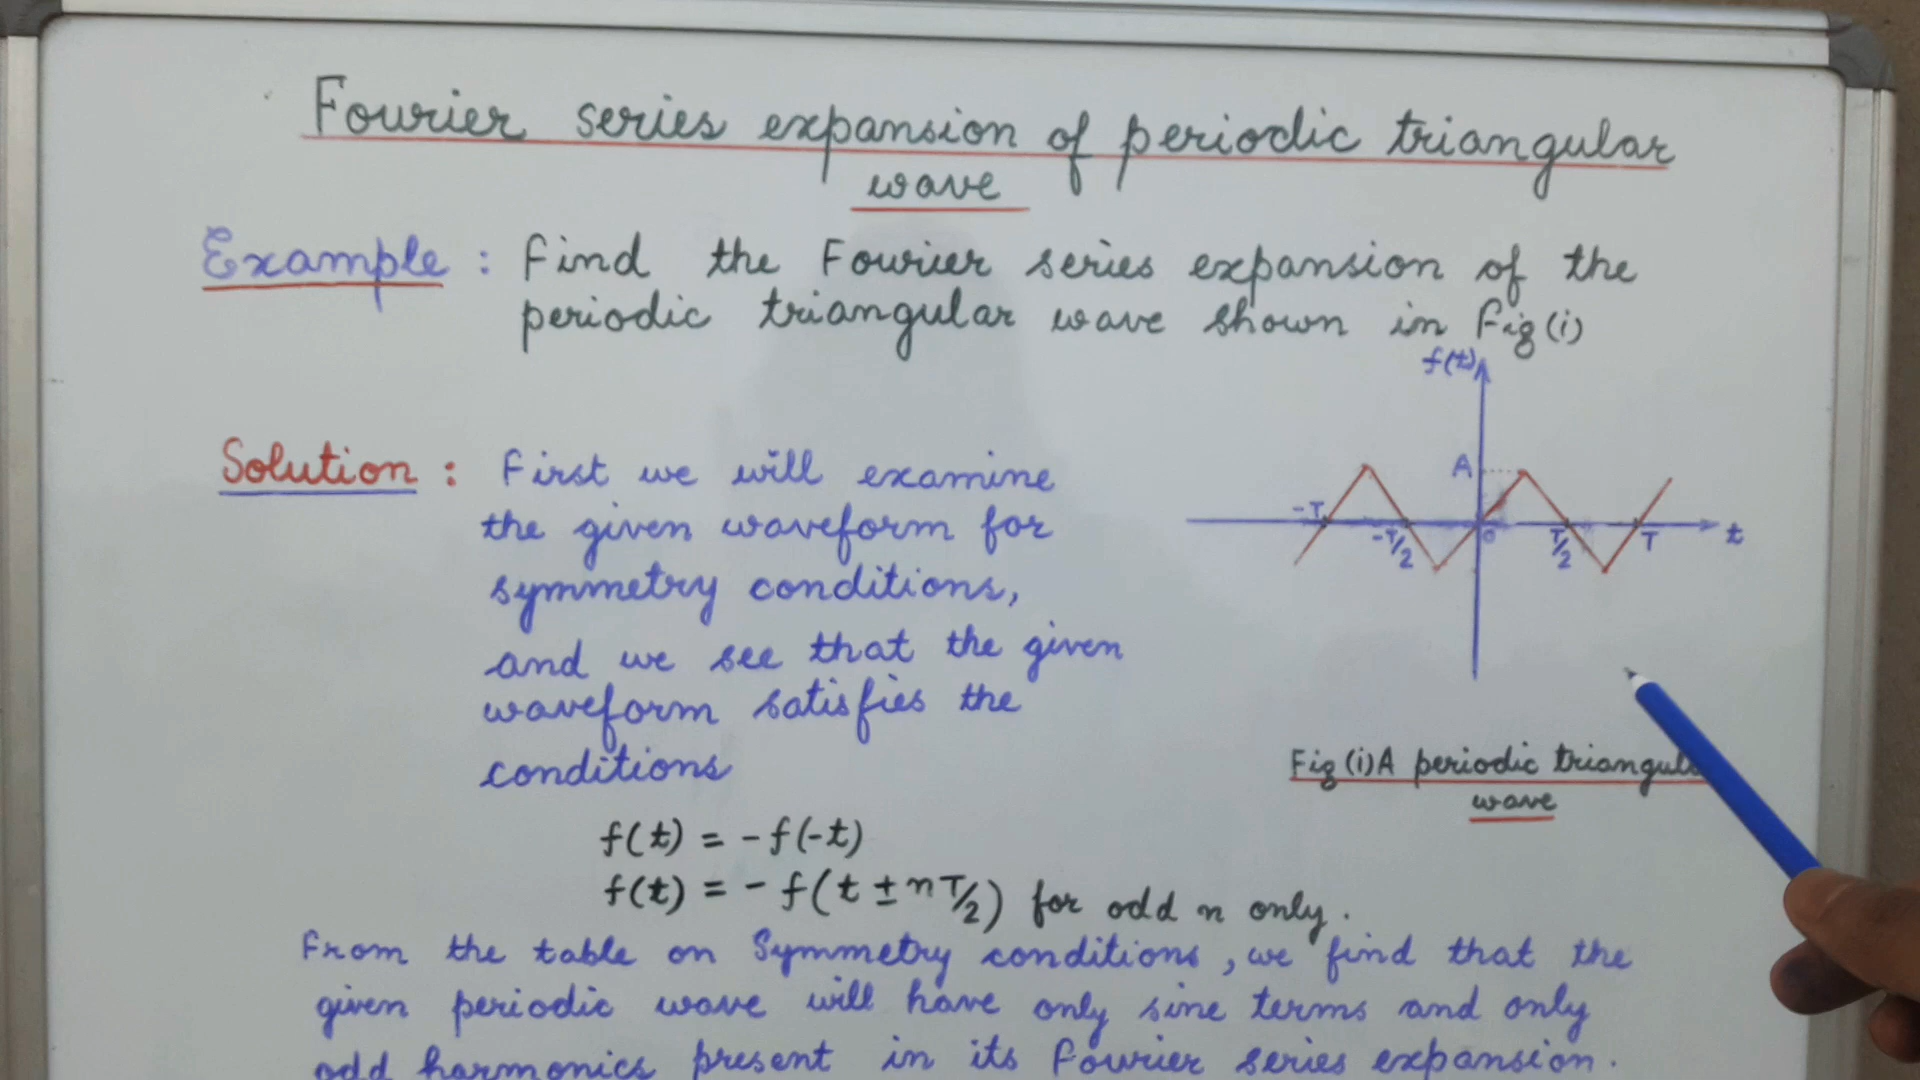 Fourier series expansion of periodic triangular
wave
Example : Find the Fourier series expansion of the
periodic triangular wave shown in Fig (i)
f(t)
Solution : First we will examine
the given waveform for
symmetry conditions,
and we see that the given
waveform satisfies the
conditions
A
-T
-T/2
0
T/2
T
t
Fig (i) A periodic
wave
f(t) = -f(-t)
f(t) = - f(t ± nT/2) for odd n only.
From the table on Symmetry conditions, we find that the
given periodic wave will have only sine terms and only
odd harmonics present in its Fourier series expansion.